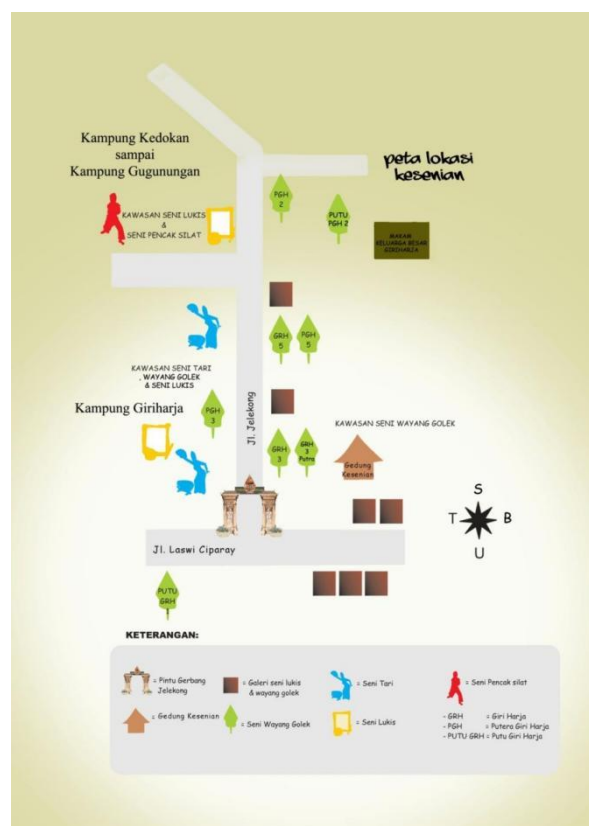 Kampung Kedokan
sampai
Kampung Gugunungan
peta lokasi
kesenian
PGH
2
PUTU
PGH 2
KAWASAN SENI LUKIS
&
SENI PENCAK SILAT
MAKAM
KELUARGA BESAR
GIRIHARJA
GRH
5
PGH
5
KAWASAN SENI TARI
, WAYANG GOLEK
& SENI LUKIS
Kampung Giriharja
PGH
3
Jl. Jelekong
KAWASAN SENI WAYANG GOLEK
GRH
3
GRH
3
Putra
Gedung
Kesenian
S
T
B
U
Jl. Laswi Ciparay
PUTU
GRH
KETERANGAN:
= Pintu Gerbang
Jelekong
= Galeri seni lukis
& wayang golek
= Seni Tari
= Seni Pencak silat
= Gedung Kesenian
= Seni Wayang Golek
= Seni Lukis
- GRH = Giri Harja
- PGH = Putera Giri Harja
- PUTU GRH = Putu Giri Harja